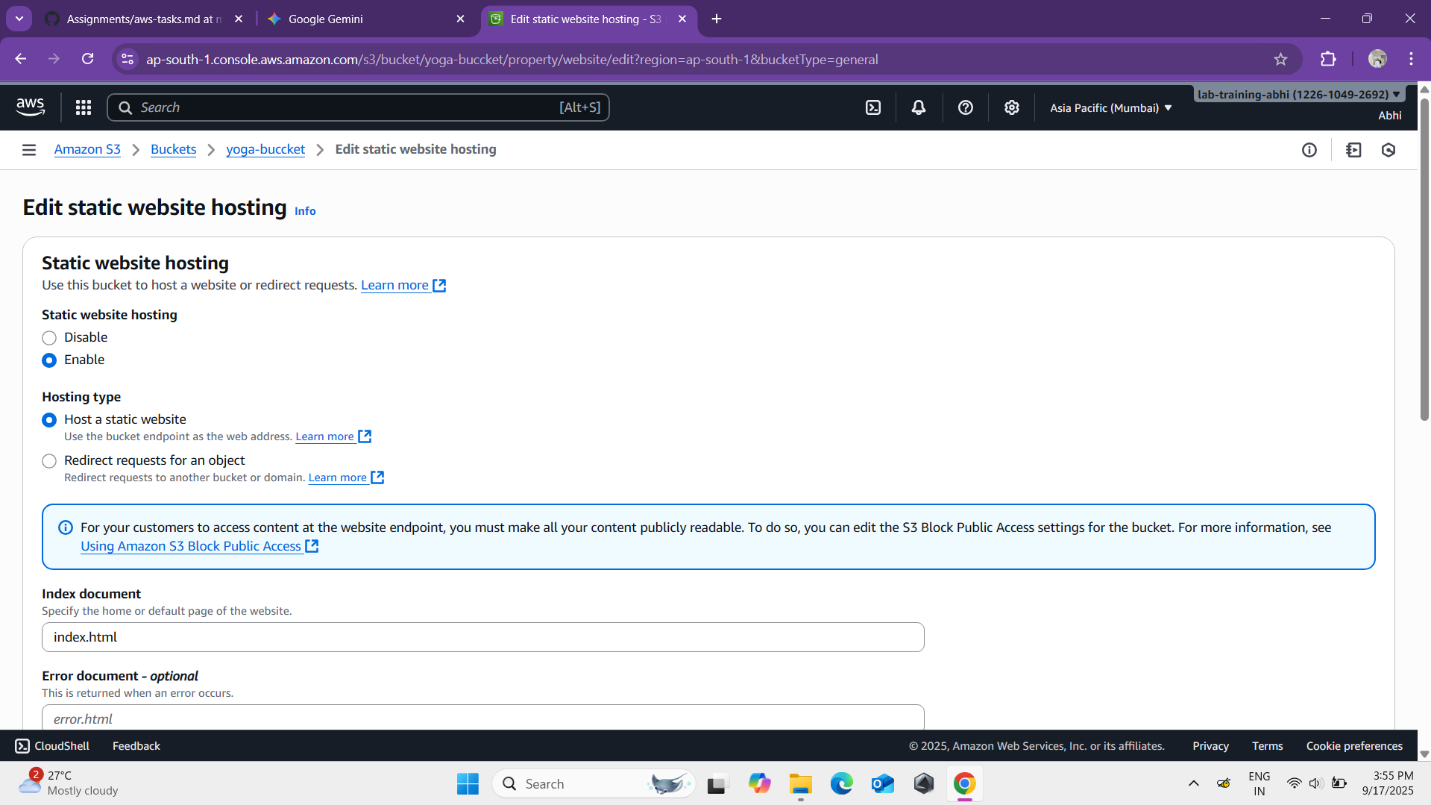 Assignments/aws-tasks.md at n
Google Gemini
Edit static website hosting - S3
ap-south-1.console.aws.amazon.com/s3/bucket/yoga-buccket/property/website/edit?region=ap-south-1&bucketType=general
aws
Search [Alt+S]
Asia Pacific (Mumbai)
lab-training-abhi (1226-1049-2692)
Abhi
Amazon S3 > Buckets > yoga-buccket > Edit static website hosting
Edit static website hosting Info
Static website hosting
Use this bucket to host a website or redirect requests. Learn more
Static website hosting
Disable
Enable
Hosting type
Host a static website
Use the bucket endpoint as the web address. Learn more
Redirect requests for an object
Redirect requests to another bucket or domain. Learn more
For your customers to access content at the website endpoint, you must make all your content publicly readable. To do so, you can edit the S3 Block Public Access settings for the bucket. For more information, see
Using Amazon S3 Block Public Access
Index document
Specify the home or default page of the website.
index.html
Error document - optional
This is returned when an error occurs.
error.html
CloudShell Feedback © 2025, Amazon Web Services, Inc. or its affiliates. Privacy Terms Cookie preferences
2
27°C
Mostly cloudy
Search
ENG
IN
3:55 PM
9/17/2025